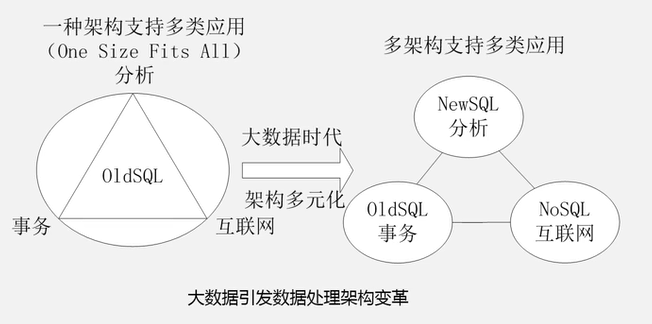 一种架构支持多类应用
（One Size Fits All）
分析
OldSQL
事务
互联网
大数据时代
架构多元化
多架构支持多类应用
NewSQL
分析
OldSQL
事务
NoSQL
互联网
大数据引发数据处理架构变革